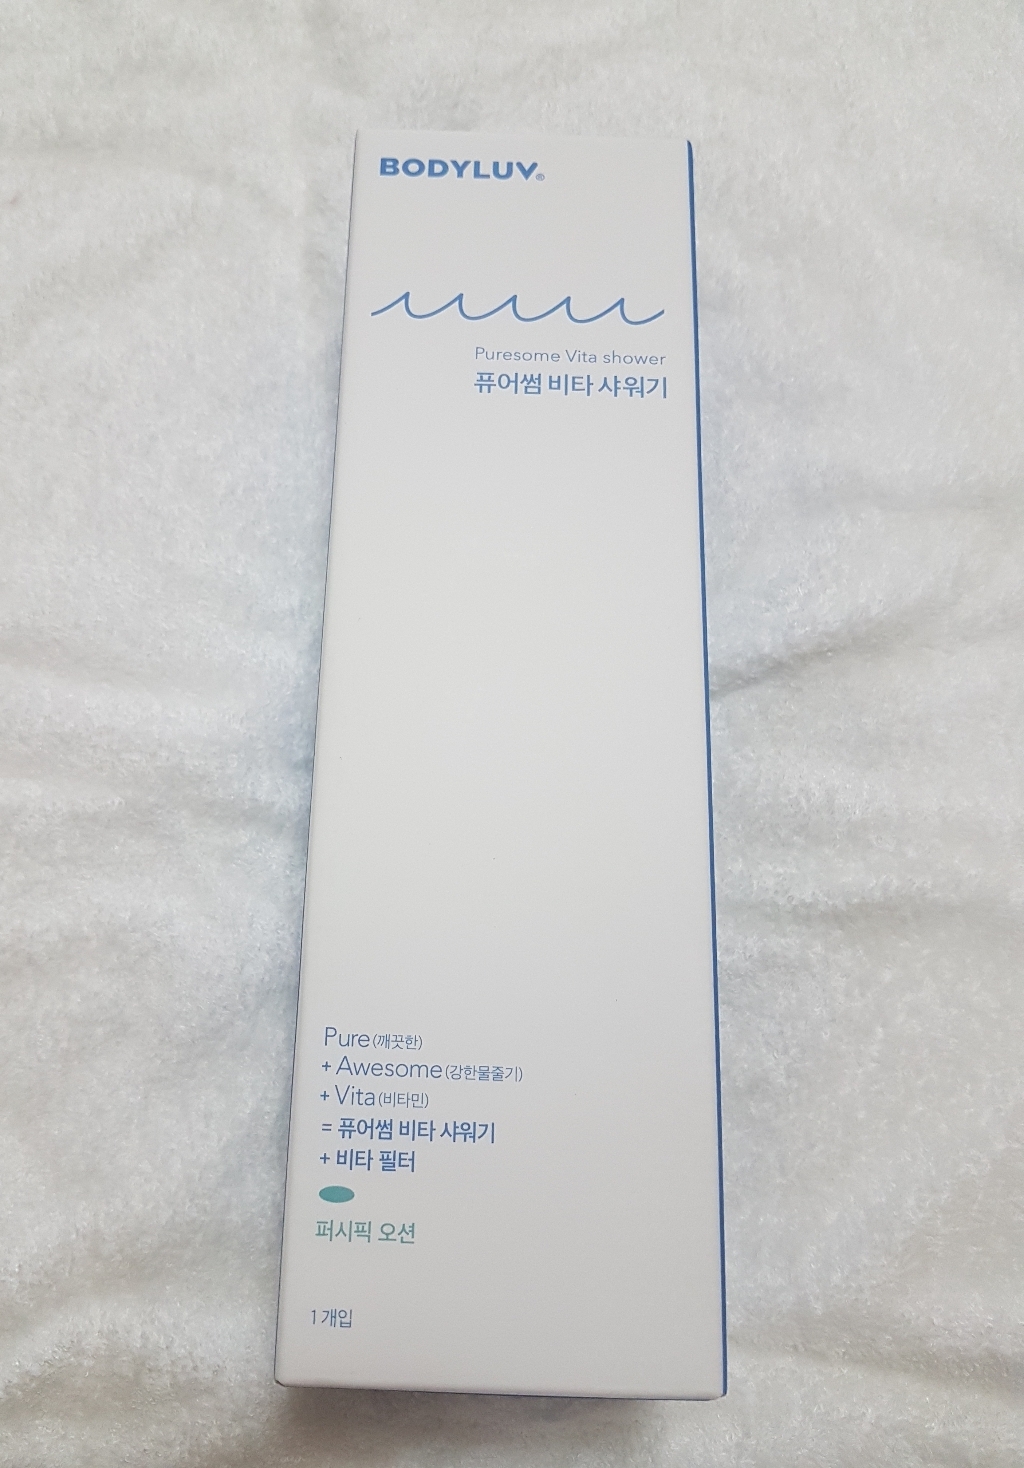 BODYLUV®
Puresome Vita shower
퓨어썸 비타 샤워기
Pure(깨끗한)
+ Awesome(강한물줄기)
+ Vita(비타민)
= 퓨어썸 비타 샤워기
+ 비타 필터
퍼시픽 오션
1개입